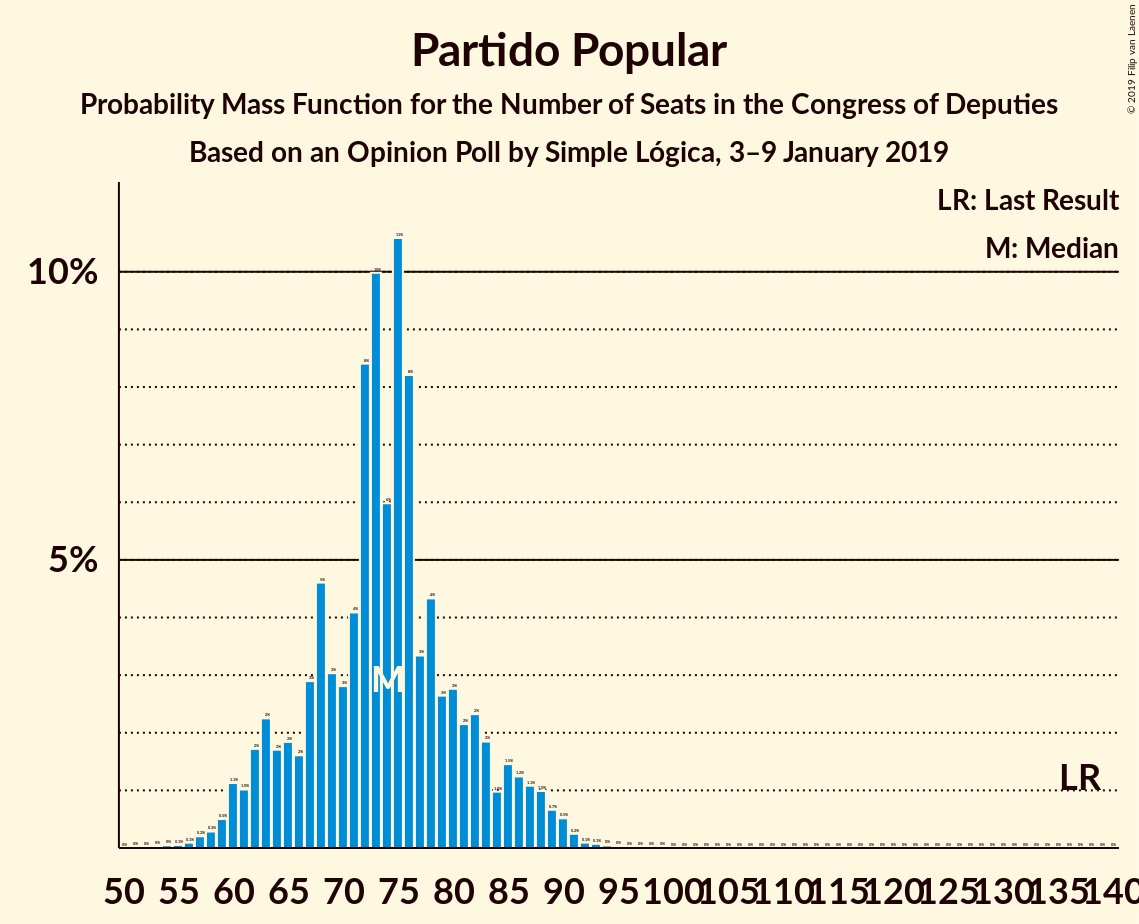 Partido Popular
Probability Mass Function for the Number of Seats in the Congress of Deputies
Based on an Opinion Poll by Simple Lógica, 3–9 January 2019
© 2019 Filip van Laenen
LR: Last Result
M: Median
10%
5%
M
LR
50 55 60 65 70 75 80 85 90 95 100 105 110 115 120 125 130 135 140